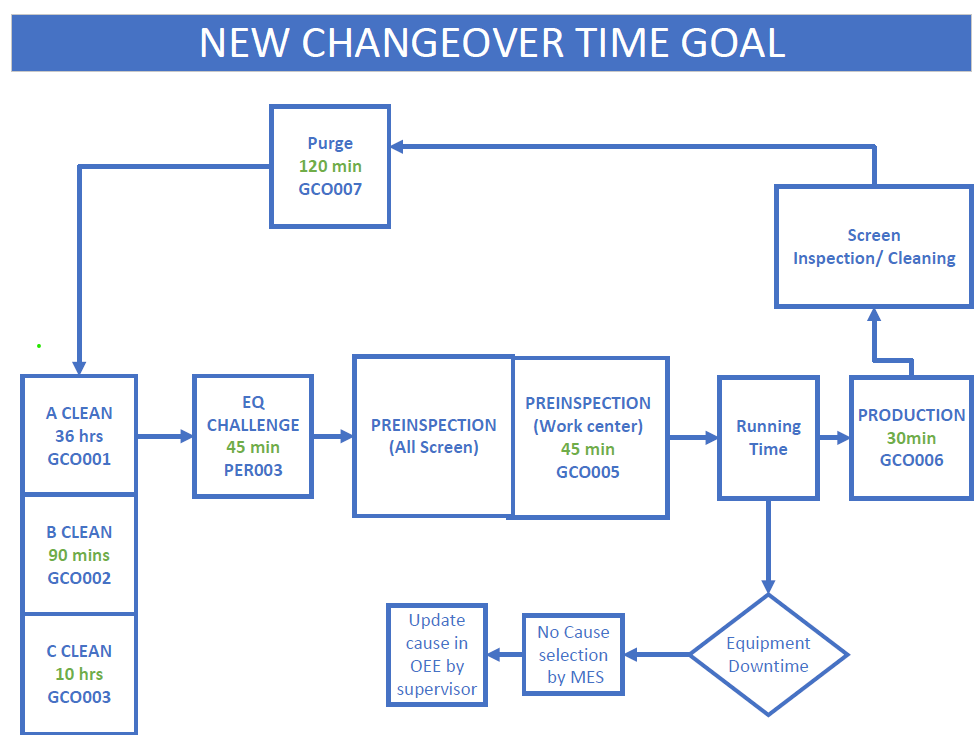 NEW CHANGEOVER TIME GOAL
Purge
120 min
GCO007
Screen
Inspection/ Cleaning
A CLEAN
36 hrs
GCO001
B CLEAN
90 mins
GCO002
C CLEAN
10 hrs
GCO003
EQ
CHALLENGE
45 min
PER003
PREINSPECTION
(All Screen)
PREINSPECTION
(Work center)
45 min
GCO005
Running
Time
PRODUCTION
30min
GCO006
Equipment
Downtime
No Cause
selection
by MES
Update
cause in
OEE by
supervisor